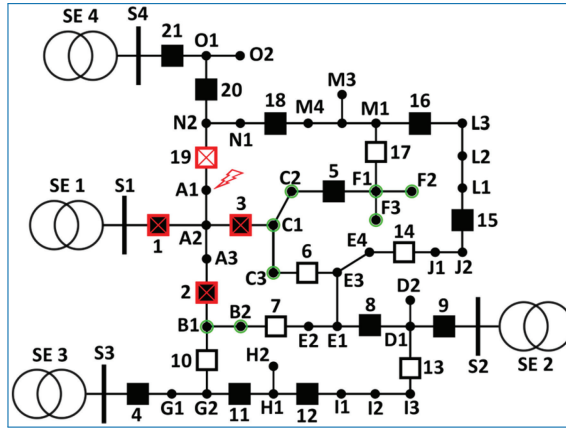 SE 4
S4
21
O1
O2
20
M3
N2
N1
18
M4
M1
16
L3
19
17
L2
A1
C2
5
F1
F2
L1
SE 1
S1
3
F3
15
1
A2
C1
E4
14
A3
C3
6
E3
J1
J2
2
D2
B1
B2
7
8
9
E2
E1
D1
S2
SE 2
SE 3
S3
10
H2
13
4
G1
G2
11
H1
12
I1
I2
I3